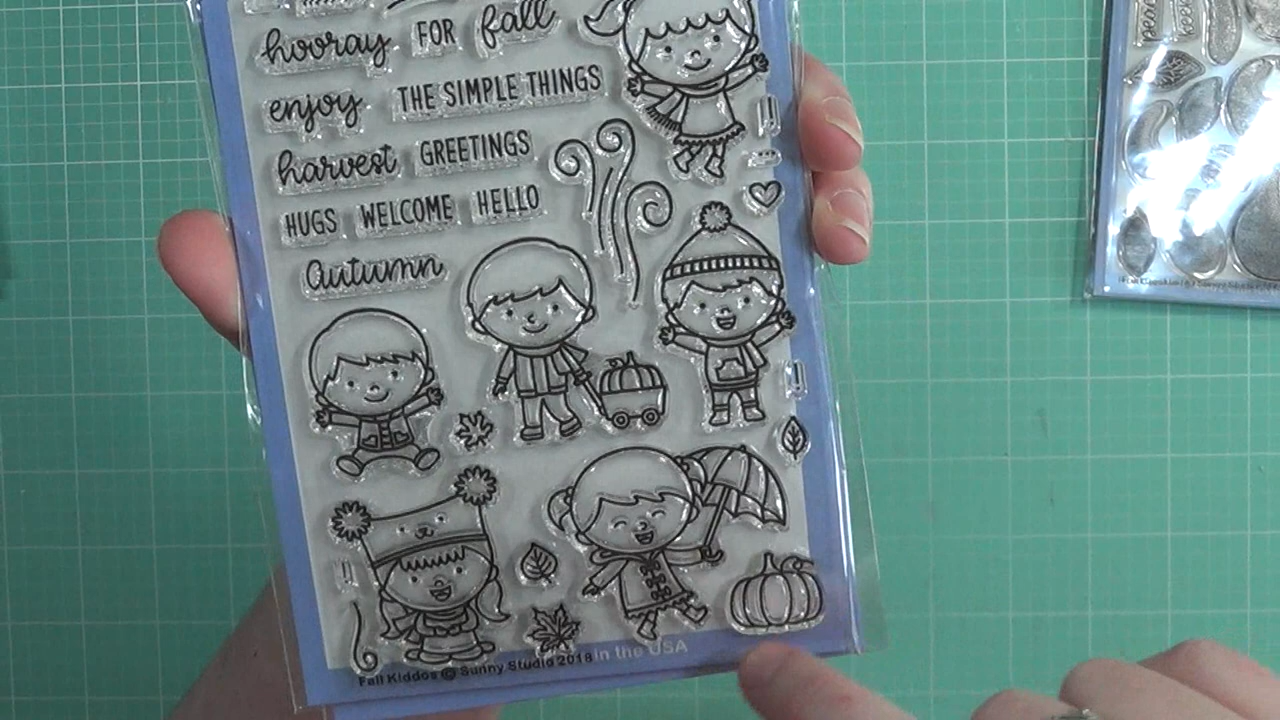 hooray FOR fall
enjoy THE SIMPLE THINGS
harvest GREETINGS
HUGS WELCOME HELLO
Autumn
Fall Kiddos © Sunny Studio 2018 in the USA